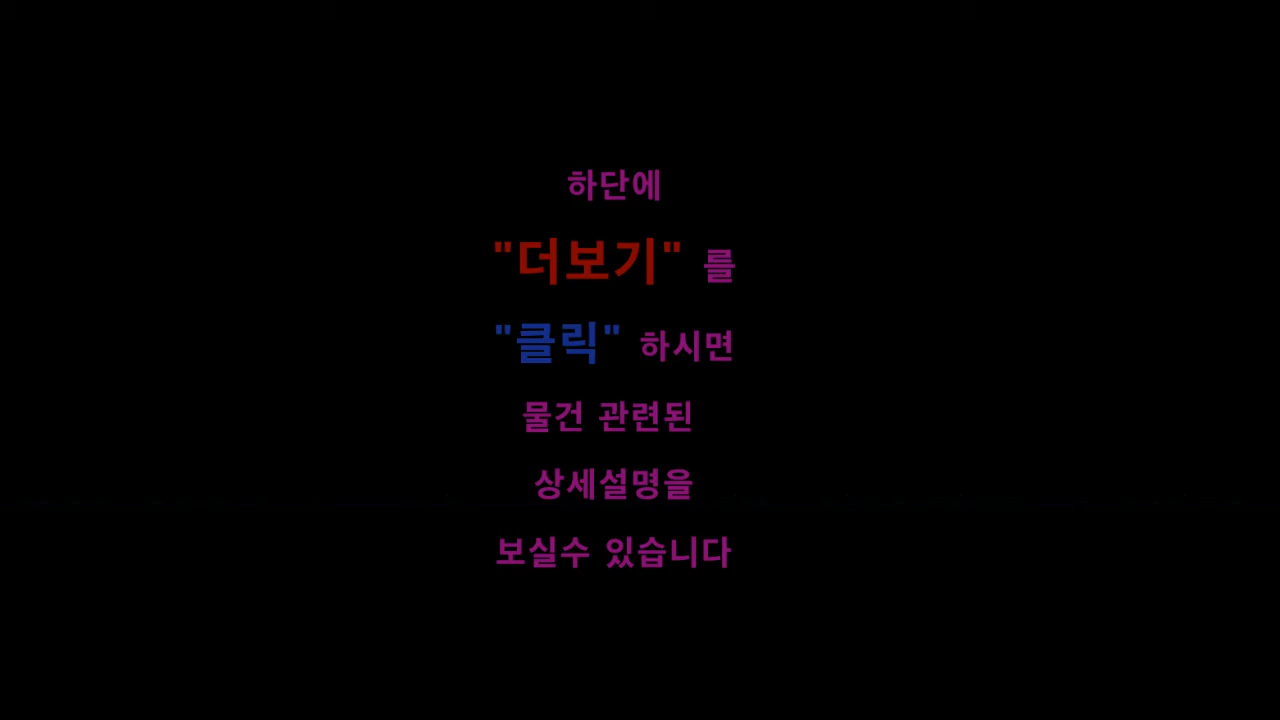 하단에
"더보기" 를
"클릭" 하시면
물건 관련된
상세설명을
보실수 있습니다